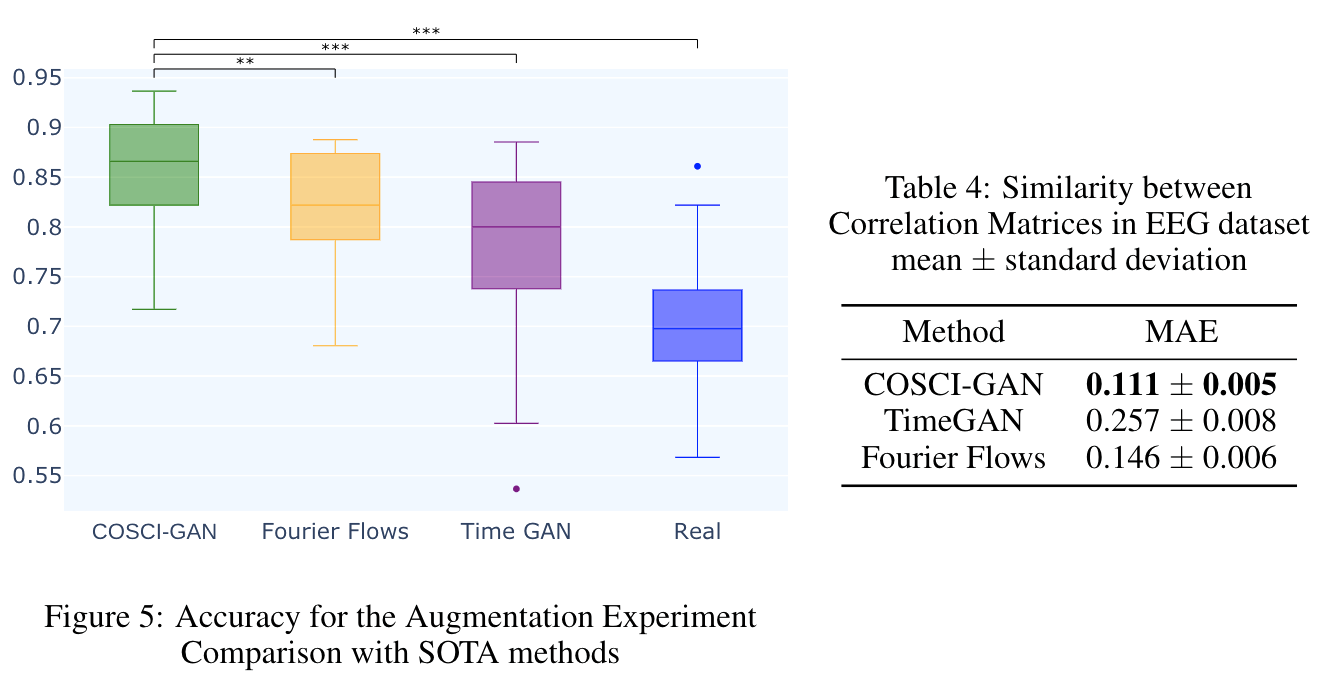 ***
***
**
0.95
0.9
0.85
0.8
0.75
0.7
0.65
0.6
0.55
COSCI-GAN Fourier Flows Time GAN Real
Figure 5: Accuracy for the Augmentation Experiment
Comparison with SOTA methods
Table 4: Similarity between
Correlation Matrices in EEG dataset
mean ± standard deviation
Method MAE
COSCI-GAN 0.111 ± 0.005
TimeGAN 0.257 ± 0.008
Fourier Flows 0.146 ± 0.006